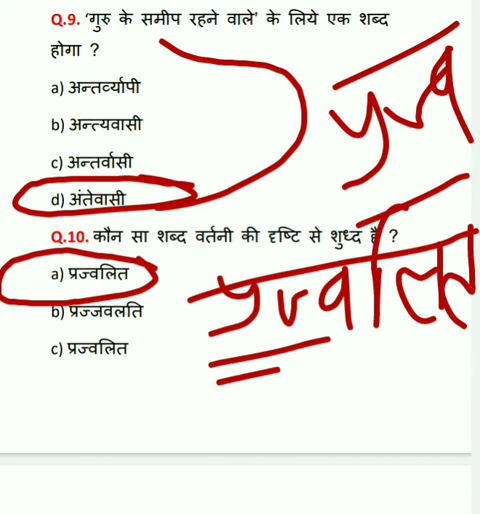 Q.9. 'गुरु के समीप रहने वाले' के लिये एक शब्द
होगा ?
a) अन्तर्व्यापी
b) अन्त्यवासी
c) अन्तर्वासी
d) अंतेवासी
Q.10. कौन सा शब्द वर्तनी की दृष्टि से शुध्द है ?
a) प्रज्वलित
b) प्रज्जवलति
c) प्रज्वलित